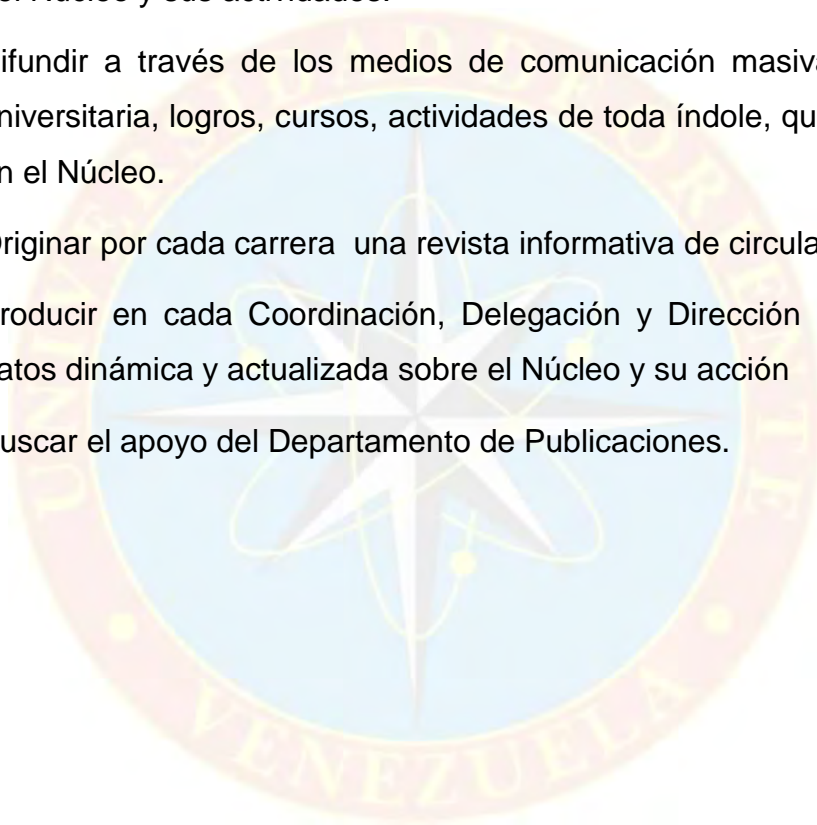 el Núcleo y sus actividades.
ifundir a través de los medios de comunicación masiva
niversitaria, logros, cursos, actividades de toda índole, qu
n el Núcleo.
riginar por cada carrera una revista informativa de circula
roducir en cada Coordinación, Delegación y Dirección
atos dinámica y actualizada sobre el Núcleo y su acción
uscar el apoyo del Departamento de Publicaciones.
UNIVERSIDAD DE ORIENTE
VENEZUELA